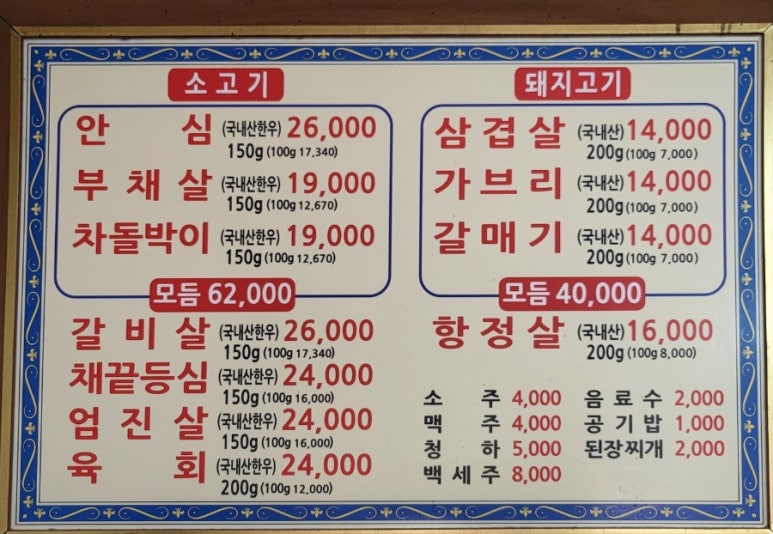 소고기
안 심 (국내산한우) 26,000
150g (100g 17,340)
부채살 (국내산한우) 19,000
150g (100g 12,670)
차돌박이 (국내산한우) 19,000
150g (100g 12,670)
모듬 62,000
갈비살 (국내산한우) 26,000
150g (100g 17,340)
채끝등심 (국내산한우) 24,000
150g (100g 16,000)
엄진살 (국내산한우) 24,000
150g (100g 16,000)
육 회 (국내산한우) 24,000
200g (100g 12,000)
돼지고기
삼겹살 (국내산) 14,000
200g (100g 7,000)
가브리 (국내산) 14,000
200g (100g 7,000)
갈매기 (국내산) 14,000
200g (100g 7,000)
모듬 40,000
항정살 (국내산) 16,000
200g (100g 8,000)
소 주 4,000
맥 주 4,000
청 하 5,000
백세주 8,000
음료수 2,000
공기밥 1,000
된장찌개 2,000